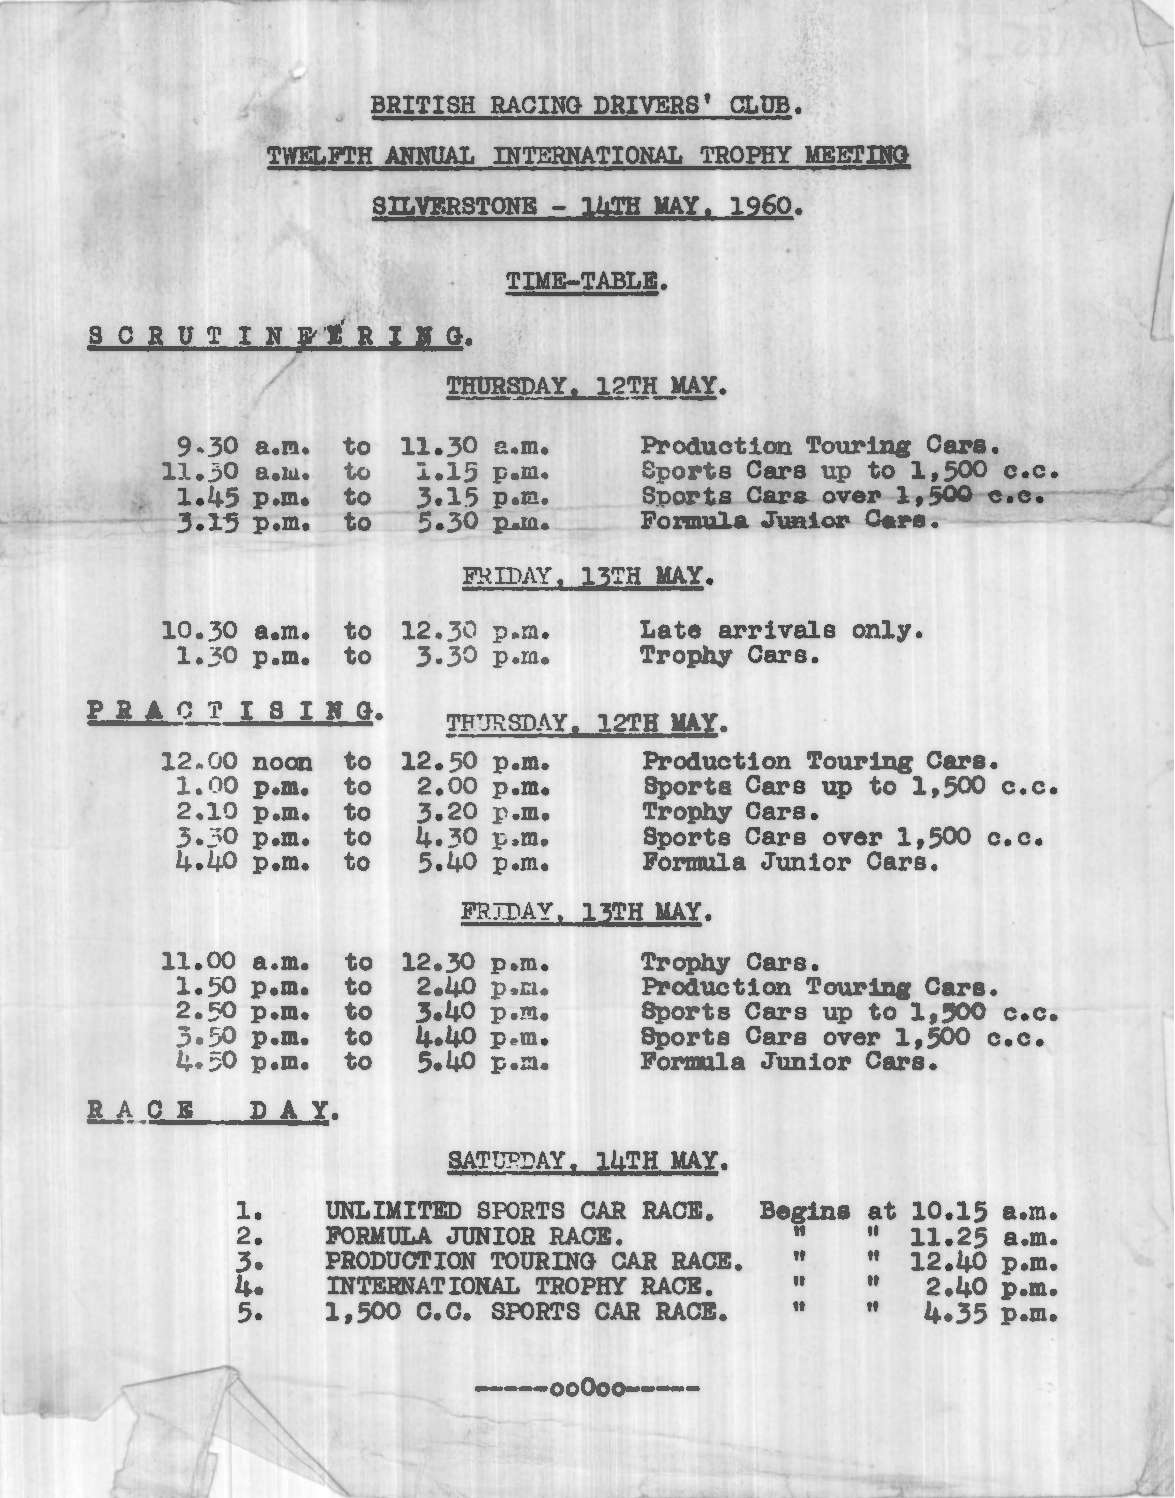 BRITISH RACING DRIVERS' CLUB.
TWELFTH ANNUAL INTERNATIONAL TROPHY MEETING
SILVERSTONE - 14TH MAY, 1960.
TIME-TABLE.
S C R U T I N E E R I N G.
THURSDAY, 12TH MAY.
9.30 a.m. to 11.30 a.m. Production Touring Cars.
11.30 a.m. to 1.15 p.m. Sports Cars up to 1,500 c.c.
1.45 p.m. to 3.15 p.m. Sports Cars over 1,500 c.c.
3.15 p.m. to 5.30 p.m. Formula Junior Cars.
FRIDAY, 13TH MAY.
10.30 a.m. to 12.30 p.m. Late arrivals only.
1.30 p.m. to 3.30 p.m. Trophy Cars.
P R A C T I S I N G.
THURSDAY, 12TH MAY.
12.00 noon to 12.50 p.m. Production Touring Cars.
1.00 p.m. to 2.00 p.m. Sports Cars up to 1,500 c.c.
2.10 p.m. to 3.20 p.m. Trophy Cars.
3.30 p.m. to 4.30 p.m. Sports Cars over 1,500 c.c.
4.40 p.m. to 5.40 p.m. Formula Junior Cars.
FRIDAY, 13TH MAY.
11.00 a.m. to 12.30 p.m. Trophy Cars.
1.50 p.m. to 2.40 p.m. Production Touring Cars.
2.50 p.m. to 3.40 p.m. Sports Cars up to 1,500 c.c.
3.50 p.m. to 4.40 p.m. Sports Cars over 1,500 c.c.
4.50 p.m. to 5.40 p.m. Formula Junior Cars.
R A C E D A Y.
SATURDAY, 14TH MAY.
1. UNLIMITED SPORTS CAR RACE. Begins at 10.15 a.m.
2. FORMULA JUNIOR RACE. " " 11.25 a.m.
3. PRODUCTION TOURING CAR RACE. " " 12.40 p.m.
4. INTERNATIONAL TROPHY RACE. " " 2.40 p.m.
5. 1,500 C.C. SPORTS CAR RACE. " " 4.35 p.m.
-----ooOoo-----